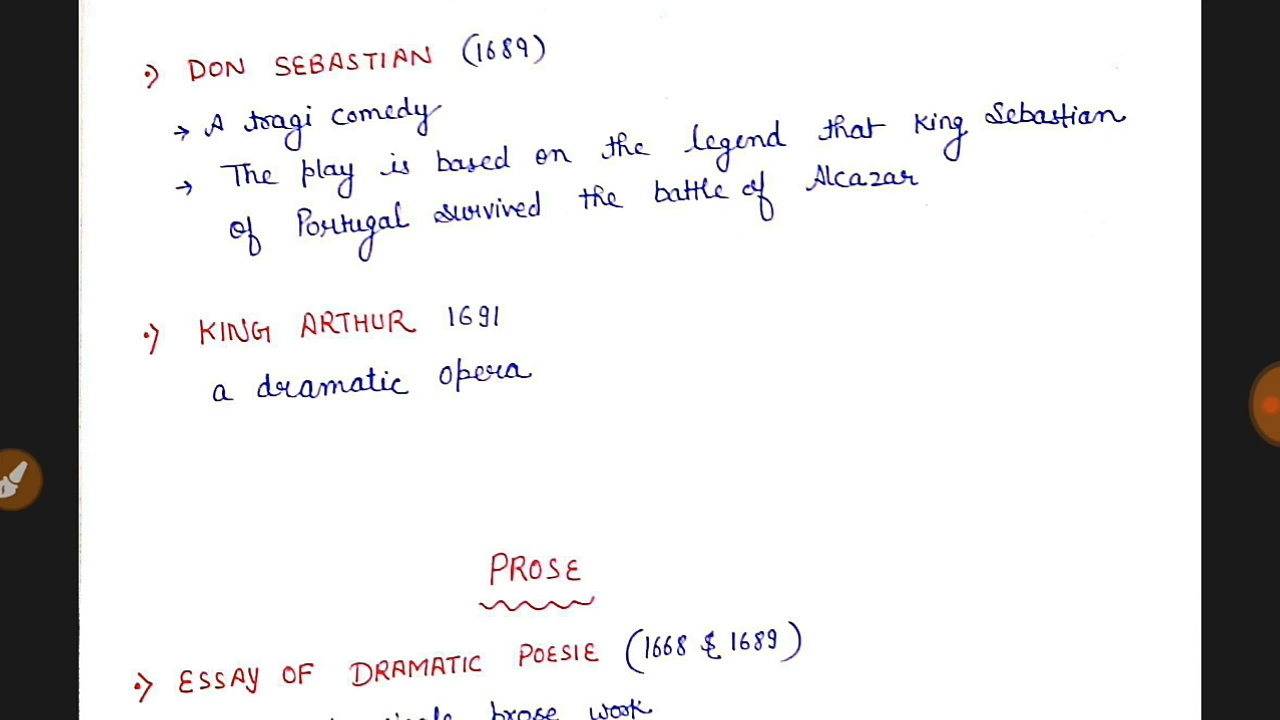 •) DON SEBASTIAN (1689)
→ A tragi comedy
→ The play is based on the legend that King Sebastian
of Portugal survived the battle of Alcazar
•) KING ARTHUR 1691
a dramatic opera
PROSE
•) ESSAY OF DRAMATIC POESIE (1668 & 1689)
prose work